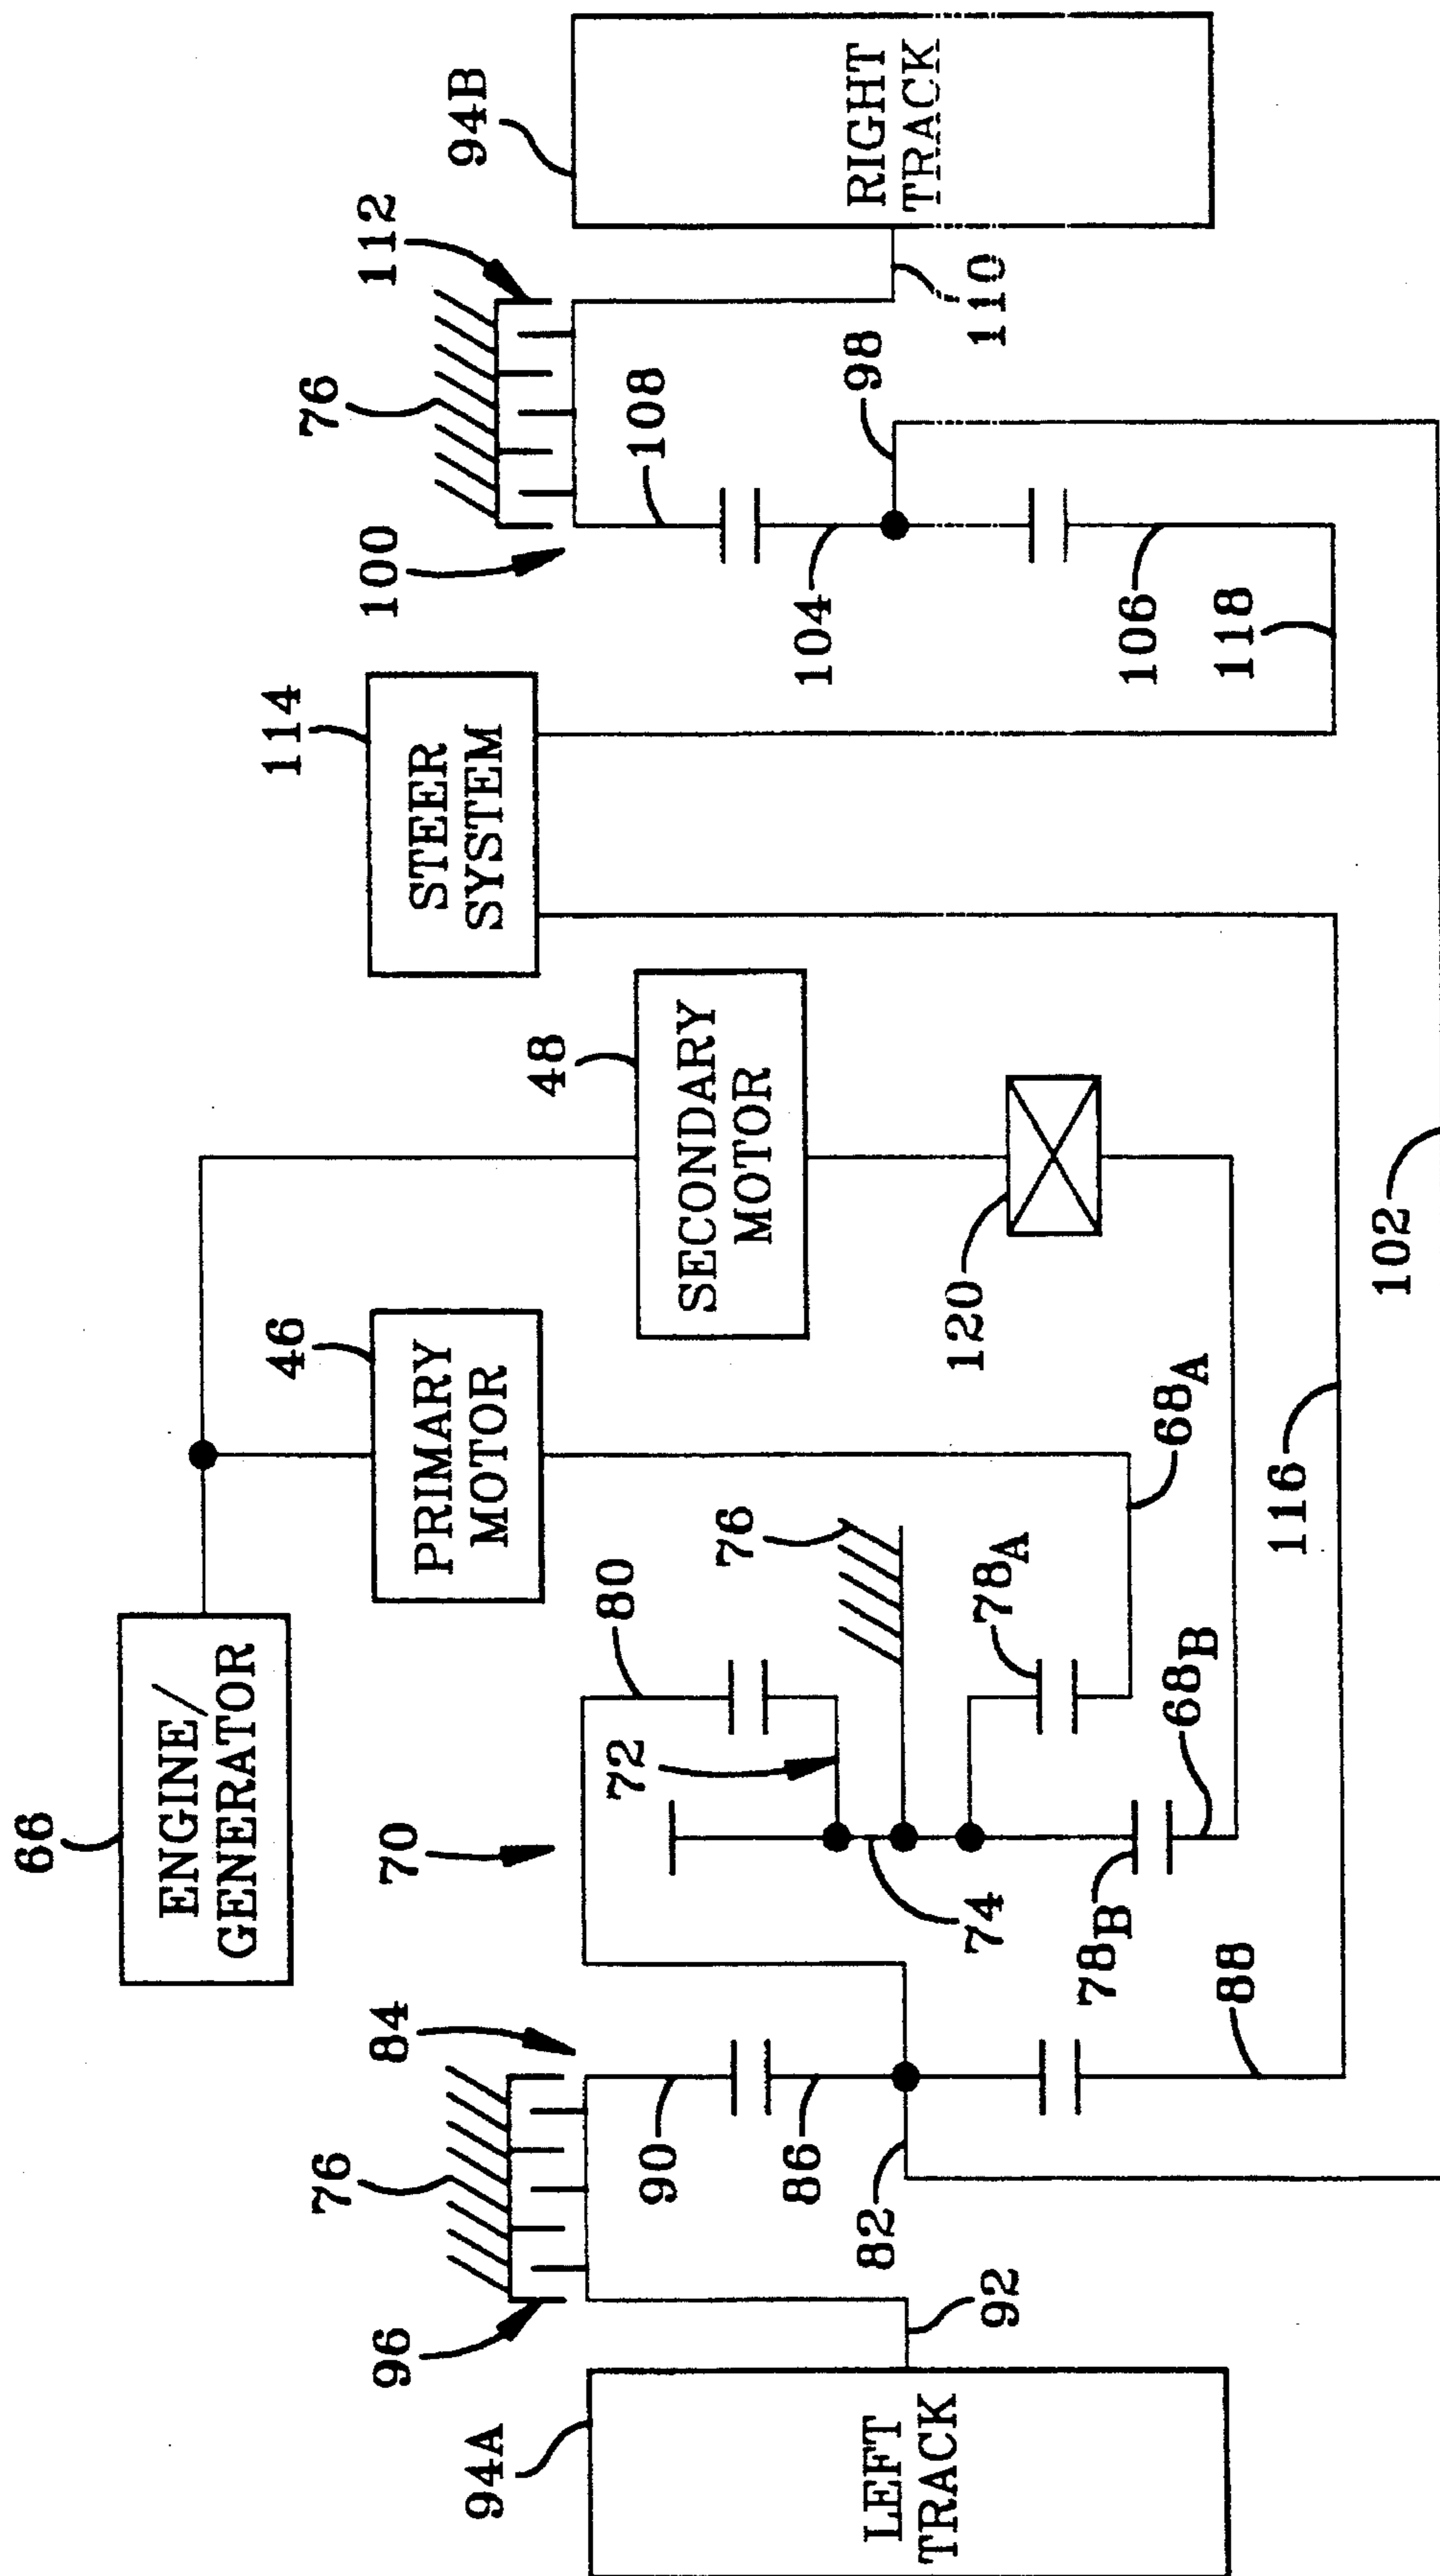 66
ENGINE/
GENERATOR
46
PRIMARY
MOTOR
48
SECONDARY
MOTOR
114
STEER
SYSTEM
94A
LEFT
TRACK
96
76
84
90
86
82
92
88
70
72
80
76
74
78A
78B
68A
68B
120
116
102
100
76
112
108
104
98
106
118
110
94B
RIGHT
TRACK